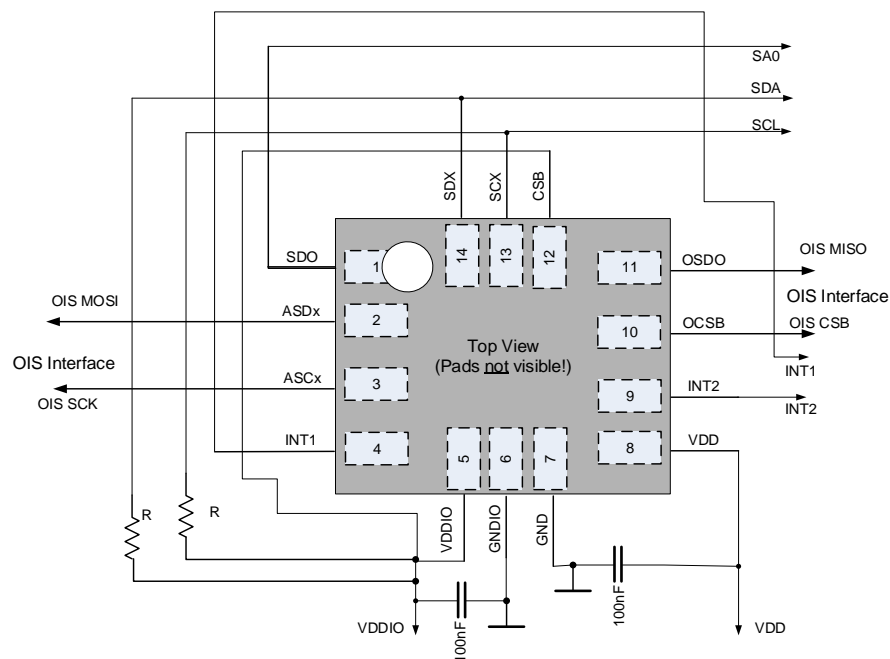 SA0
SDA
SCL
SDX
SCX
CSB
SDO
1
14
13
12
11
OSDO
OIS MISO
OIS MOSI
ASDx
2
10
OCSB
OIS Interface
OIS CSB
Top View
(Pads not visible!)
OIS Interface
ASCx
3
INT1
OIS SCK
9
INT2
INT2
INT1
4
5
6
7
8
VDD
R
R
VDDIO
GNDIO
GND
100nF
100nF
VDDIO
VDD